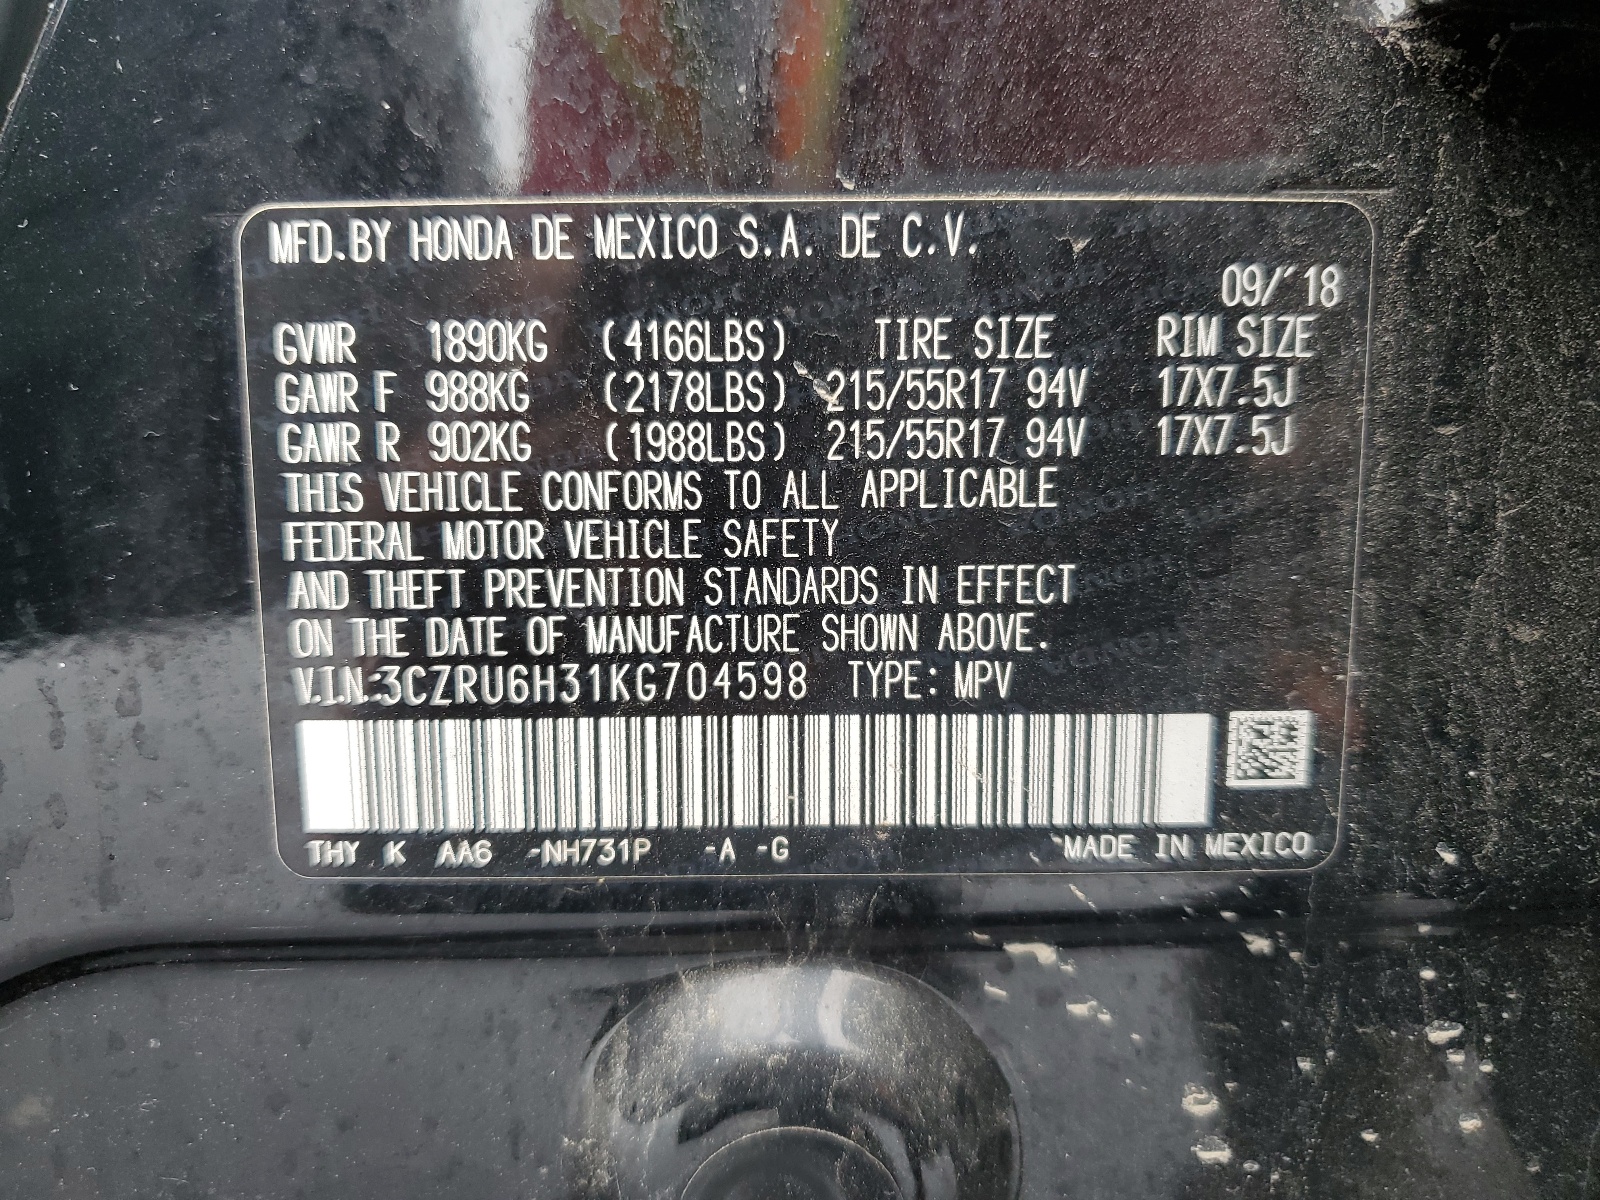 MFD.BY HONDA DE MEXICO S.A. DE C.V.
09/'18
GVWR 1890KG (4166LBS) TIRE SIZE RIM SIZE
GAWR F 988KG (2178LBS) 215/55R17 94V 17X7.5J
GAWR R 902KG (1988LBS) 215/55R17 94V 17X7.5J
THIS VEHICLE CONFORMS TO ALL APPLICABLE
FEDERAL MOTOR VEHICLE SAFETY
AND THEFT PREVENTION STANDARDS IN EFFECT
ON THE DATE OF MANUFACTURE SHOWN ABOVE.
V.I.N.:3CZRU6H31KG704598 TYPE: MPV
THY K AA6 -NH731P -A -G MADE IN MEXICO